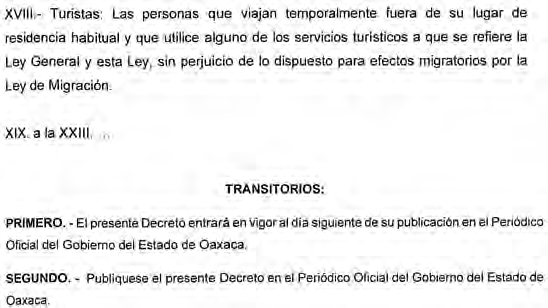 XVIII.- Turistas: Las personas que viajan temporalmente fuera de su lugar de
residencia habitual y que utilice alguno de los servicios turísticos a que se refiere la
Ley General y esta Ley, sin perjuicio de lo dispuesto para efectos migratorios por la
Ley de Migración.
XIX. a la XXIII. ...
TRANSITORIOS:
PRIMERO. - El presente Decreto entrará en Vigor al día siguiente de su publicación en el Periódico
Oficial del Gobierno del Estado de Oaxaca.
SEGUNDO. - Publíquese el presente Decreto en el Periódico Oficial del Gobierno del Estado de
Oaxaca.